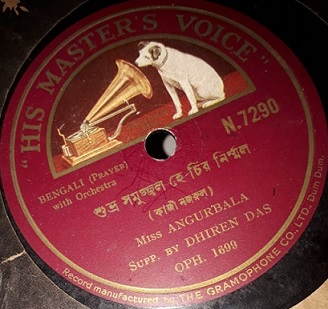 "HIS MASTER'S VOICE"
N.7290
BENGALI (PRAYER)
with Orchestra
শুভ্র সমুজ্জ্বল হে-চির নির্ম্মল
(কাজী নজরুল)
MISS ANGURBALA
SUPP. BY DHIREN DAS
OPH. 1699
Record manufactured by THE GRAMOPHONE CO., LTD. Dum Dum.